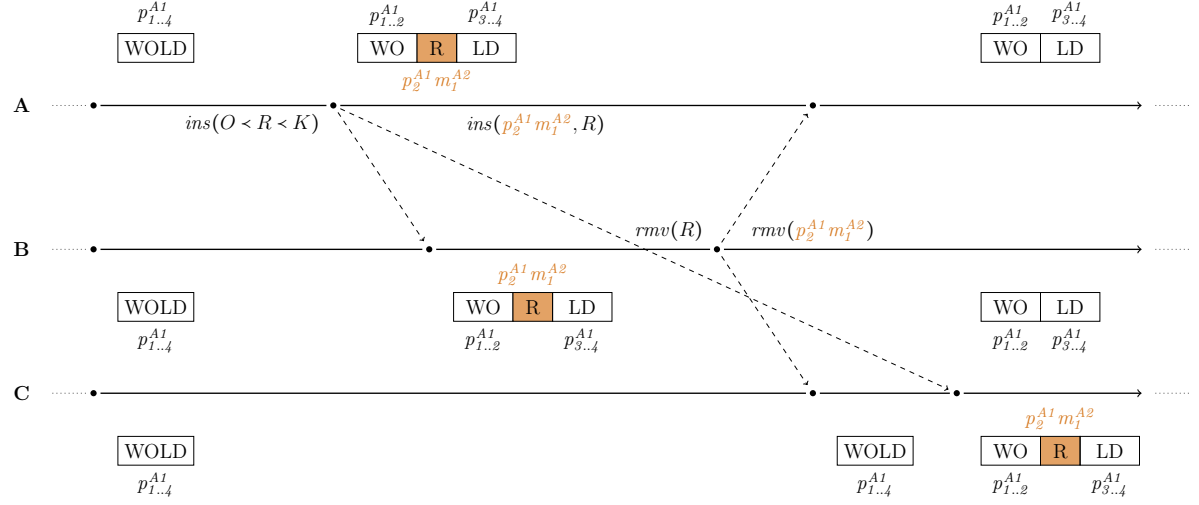 p_{1..4}^{A1} p_{1..2}^{A1} p_{3..4}^{A1} p_{1..2}^{A1} p_{3..4}^{A1}
WOLD WO R LD WO LD
p_2^{A1} m_1^{A2}
A
ins(O < R < K) ins(p_2^{A1} m_1^{A2}, R)
rmv(R) rmv(p_2^{A1} m_1^{A2})
B
p_2^{A1} m_1^{A2}
WOLD WO R LD WO LD
p_{1..4}^{A1} p_{1..2}^{A1} p_{3..4}^{A1} p_{1..2}^{A1} p_{3..4}^{A1}
C
p_2^{A1} m_1^{A2}
WOLD WOLD WO R LD
p_{1..4}^{A1} p_{1..4}^{A1} p_{1..2}^{A1} p_{3..4}^{A1}